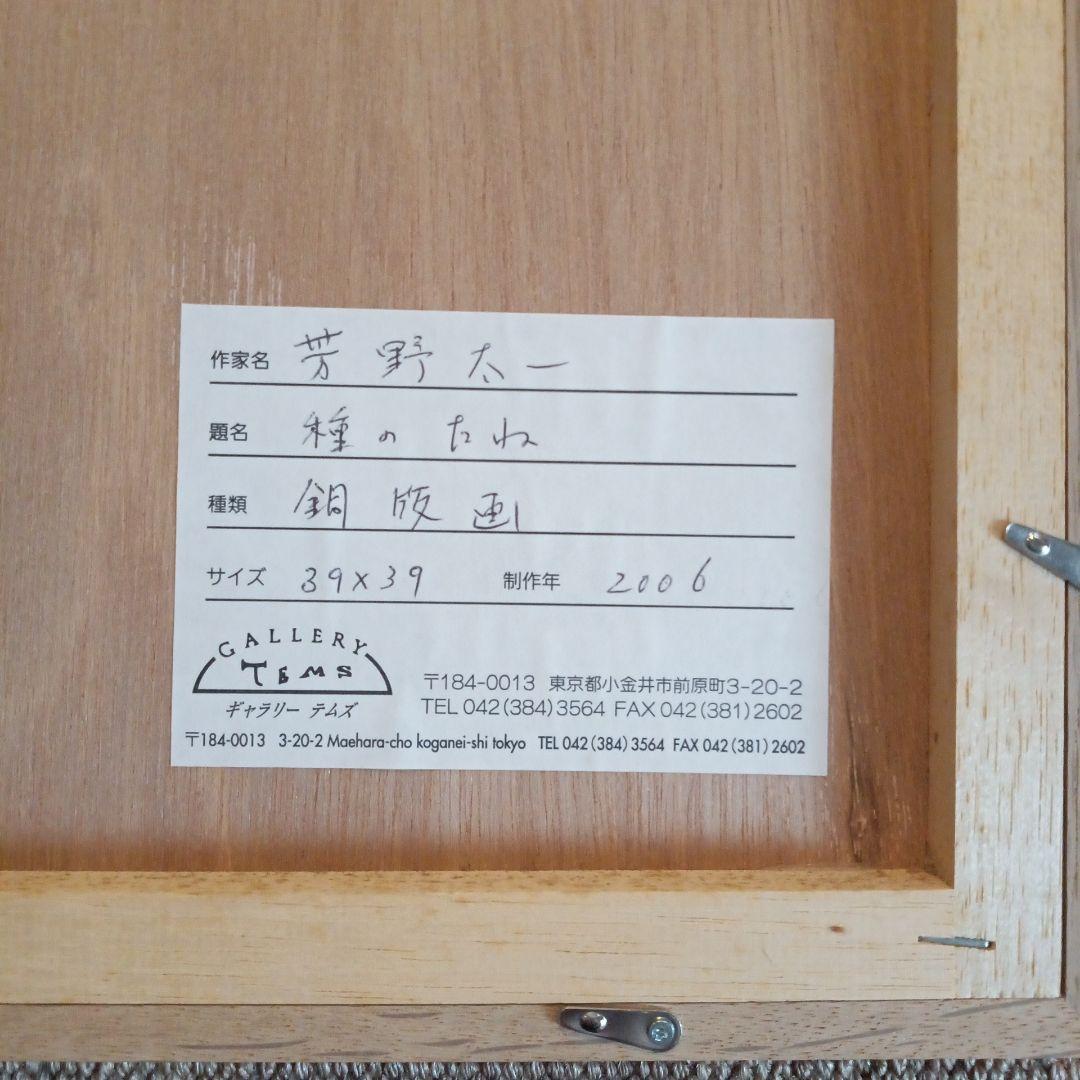 作家名 芳野太一
題名 種のたね
種類 銅版画
サイズ 39x39 制作年 2006
GALLERY
TEMS
ギャラリー テムズ
〒184-0013 東京都小金井市前原町3-20-2
TEL 042(384)3564 FAX 042(381)2602
〒184-0013 3-20-2 Maehara-cho koganei-shi tokyo TEL 042(384)3564 FAX 042(381)2602